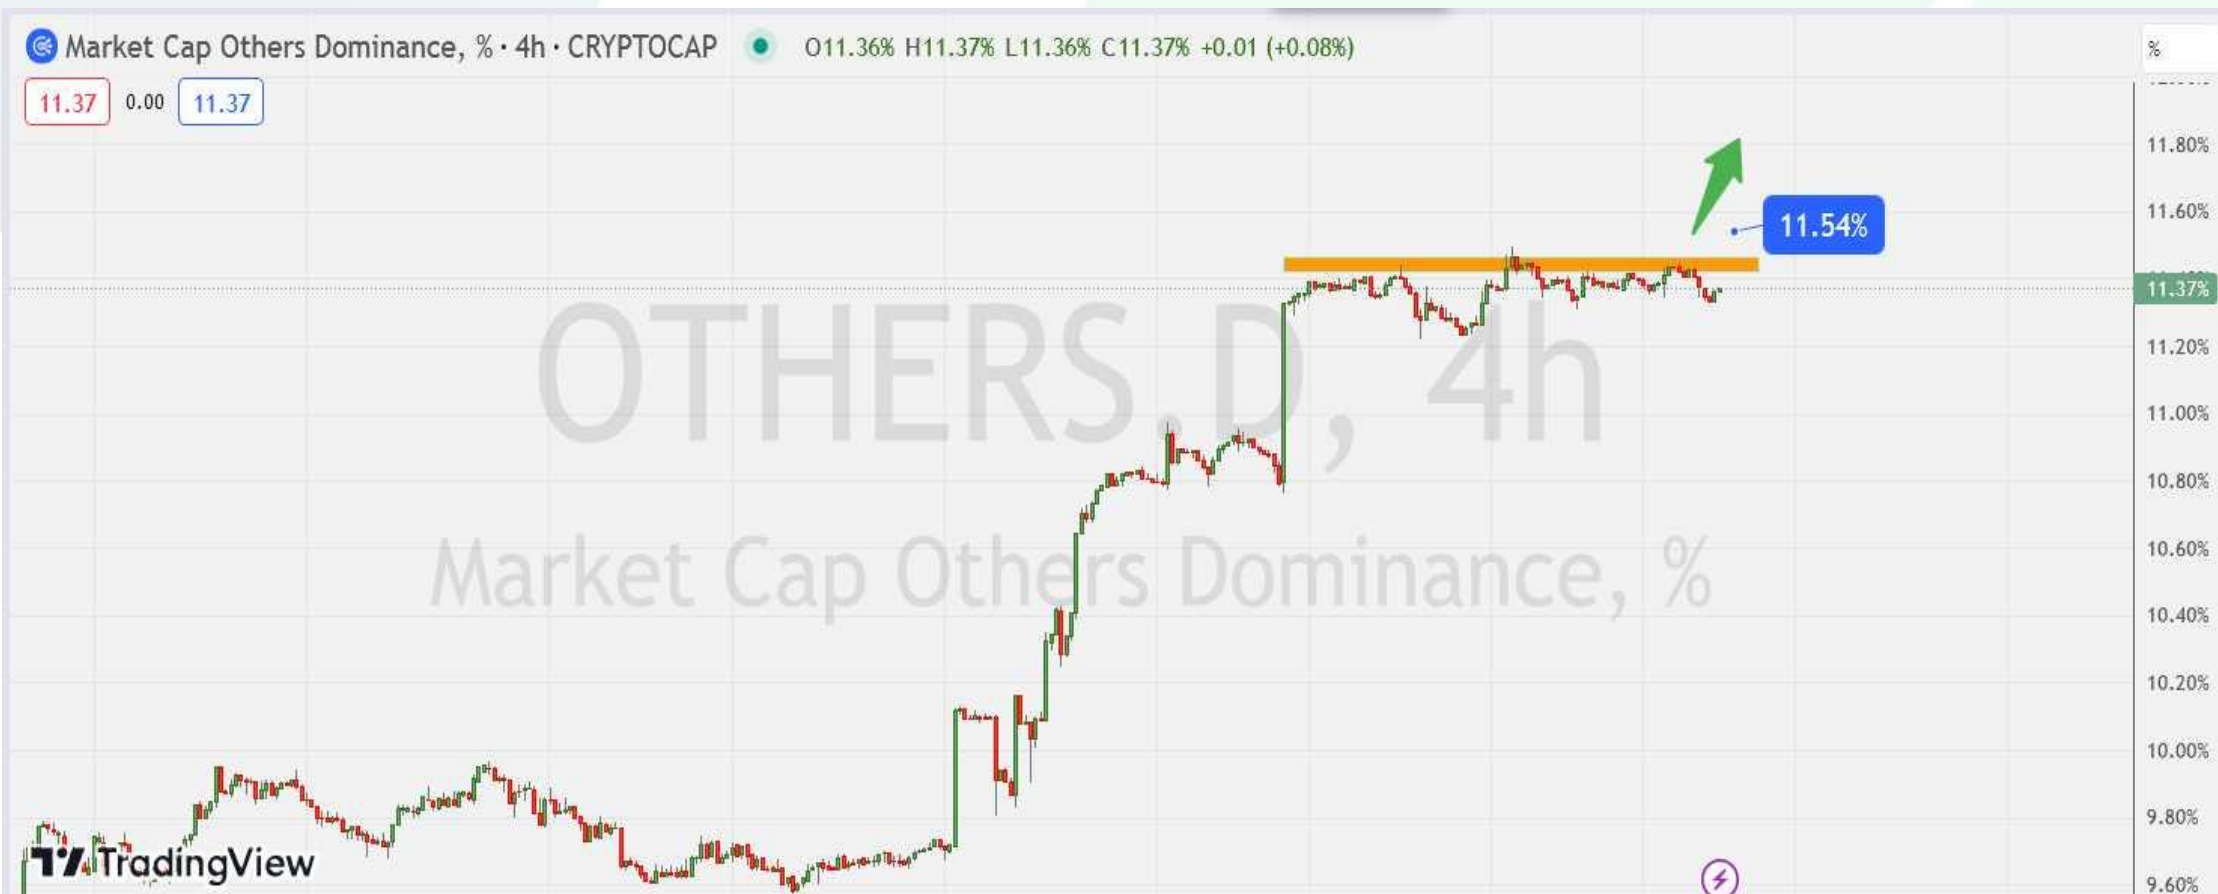 Market Cap Others Dominance, % · 4h · CRYPTOCAP O11.36% H11.37% L11.36% C11.37% +0.01 (+0.08%)
%
11.37 0.00 11.37
11.80%
11.60%
11.54%
11.37%
OTHERS.D, 4h
11.20%
11.00%
10.80%
Market Cap Others Dominance, %
10.60%
10.40%
10.20%
10.00%
9.80%
TradingView
9.60%